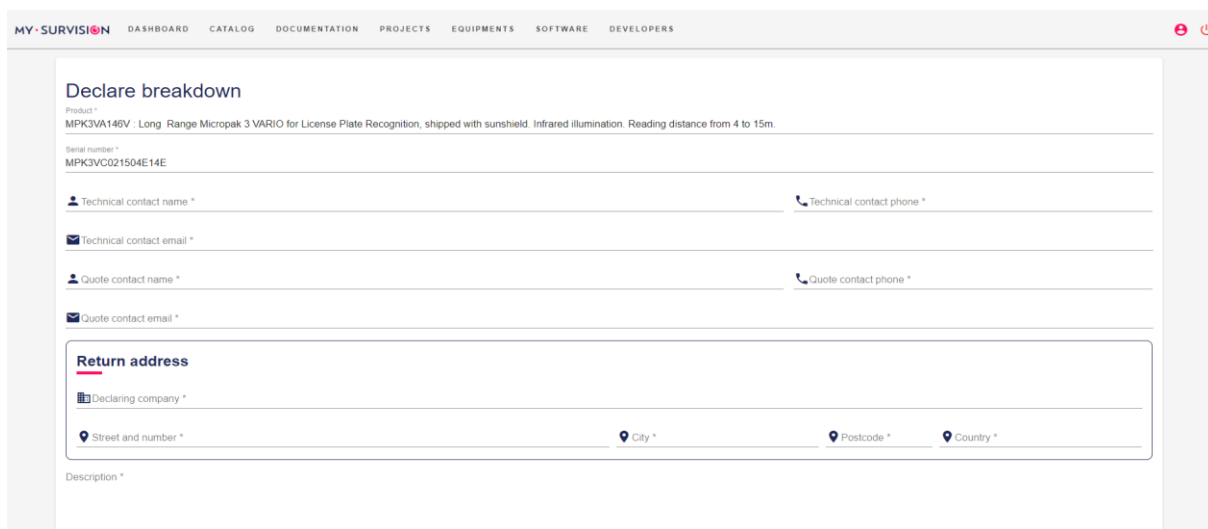 MY·SURVISION DASHBOARD CATALOG DOCUMENTATION PROJECTS EQUIPMENTS SOFTWARE DEVELOPERS
Declare breakdown
Product *
MPK3VA146V : Long Range Micropak 3 VARIO for License Plate Recognition, shipped with sunshield. Infrared illumination. Reading distance from 4 to 15m.
Serial number *
MPK3VC021504E14E
Technical contact name * Technical contact phone *
Technical contact email *
Quote contact name * Quote contact phone *
Quote contact email *
Return address
Declaring company *
Street and number * City * Postcode * Country *
Description *